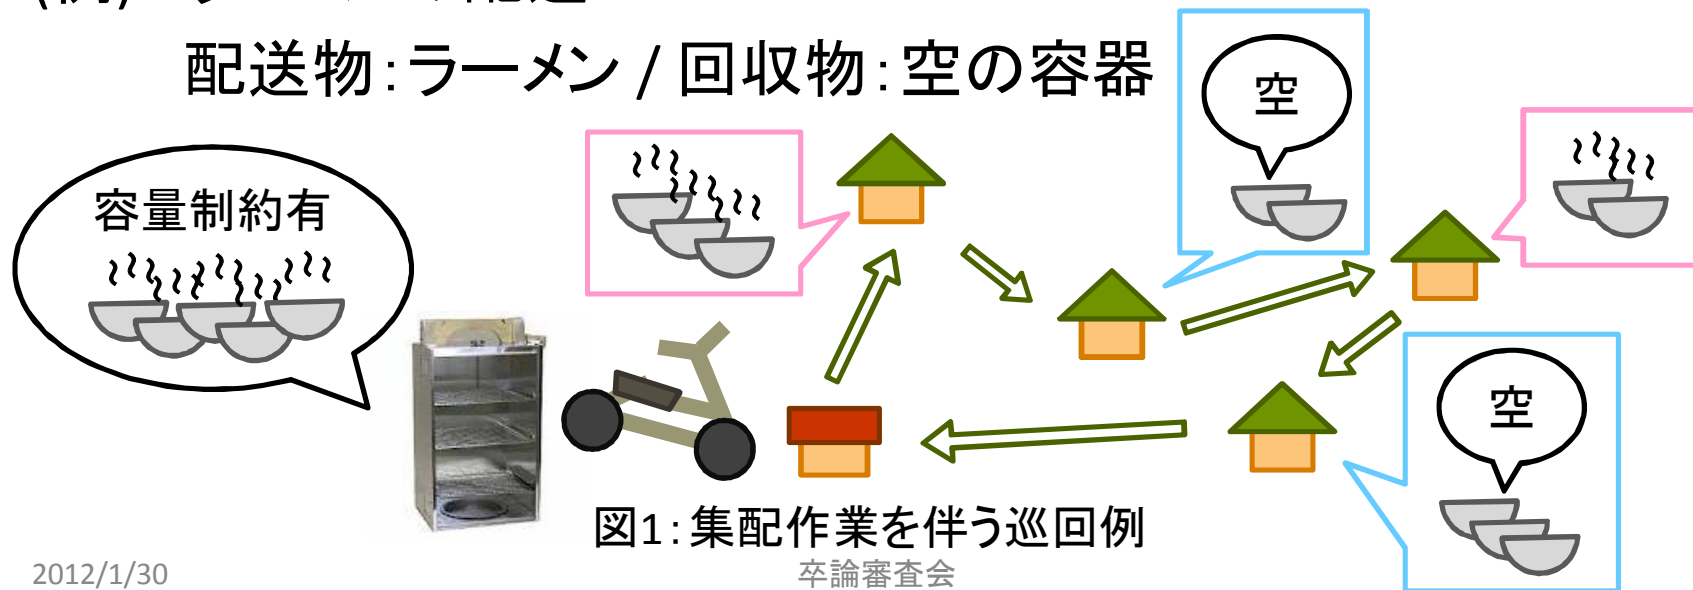 配送物:ラーメン / 回収物:空の容器
空
容量制約有
空
図1:集配作業を伴う巡回例
2012/1/30
卒論審査会